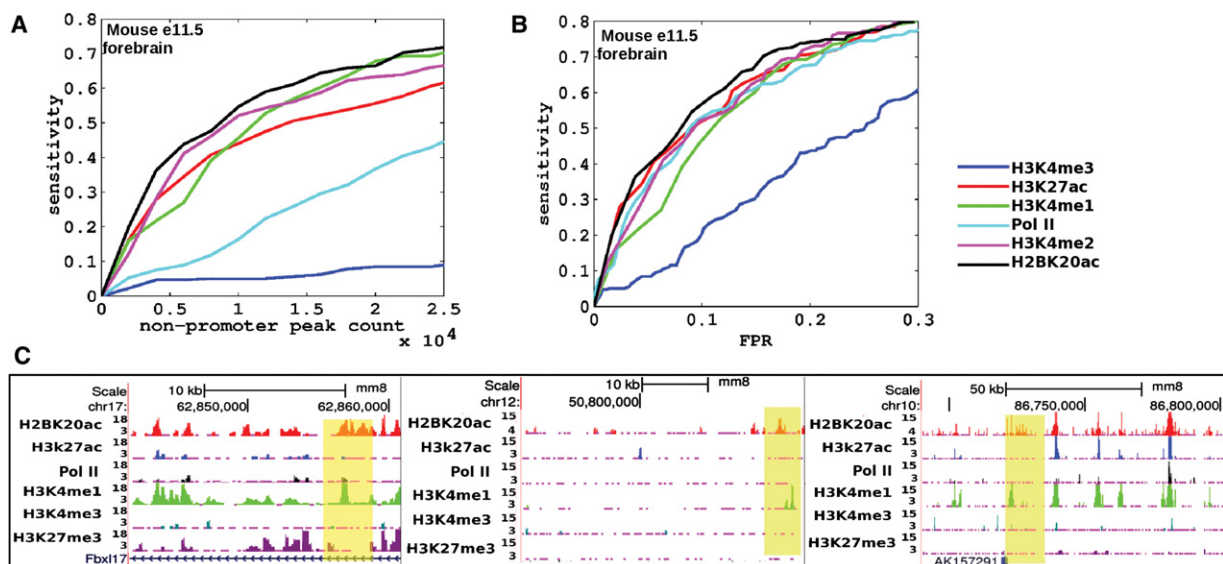 A
Mouse e11.5
forebrain
sensitivity
0.8
0.7
0.6
0.5
0.4
0.3
0.2
0.1
0
0 0.5 1 1.5 2 2.5
non-promoter peak count
x 10^4
B
Mouse e11.5
forebrain
sensitivity
0.8
0.7
0.6
0.5
0.4
0.3
0.2
0.1
0
0 0.1 0.2 0.3
FPR
H3K4me3
H3K27ac
H3K4me1
Pol II
H3K4me2
H2BK20ac
C
Scale 10 kb mm8
chr17: 62,850,000 62,860,000
H2BK20ac 18 3
H3k27ac 18 3
Pol II 18 3
H3K4me1 18 3
H3K4me3 18 3
H3K27me3 18 3
Fbxl17
Scale 10 kb mm8
chr12: 50,800,000
H2BK20ac 15 4
H3k27ac 15 3
Pol II 15 3
H3K4me1 15 3
H3K4me3 15 3
H3K27me3 15 3
Scale 50 kb mm8
chr10: 86,750,000 86,800,000
H2BK20ac 15 4
H3k27ac 15 3
Pol II 15 3
H3K4me1 15 3
H3K4me3 15 3
H3K27me3 15 3
AK157291